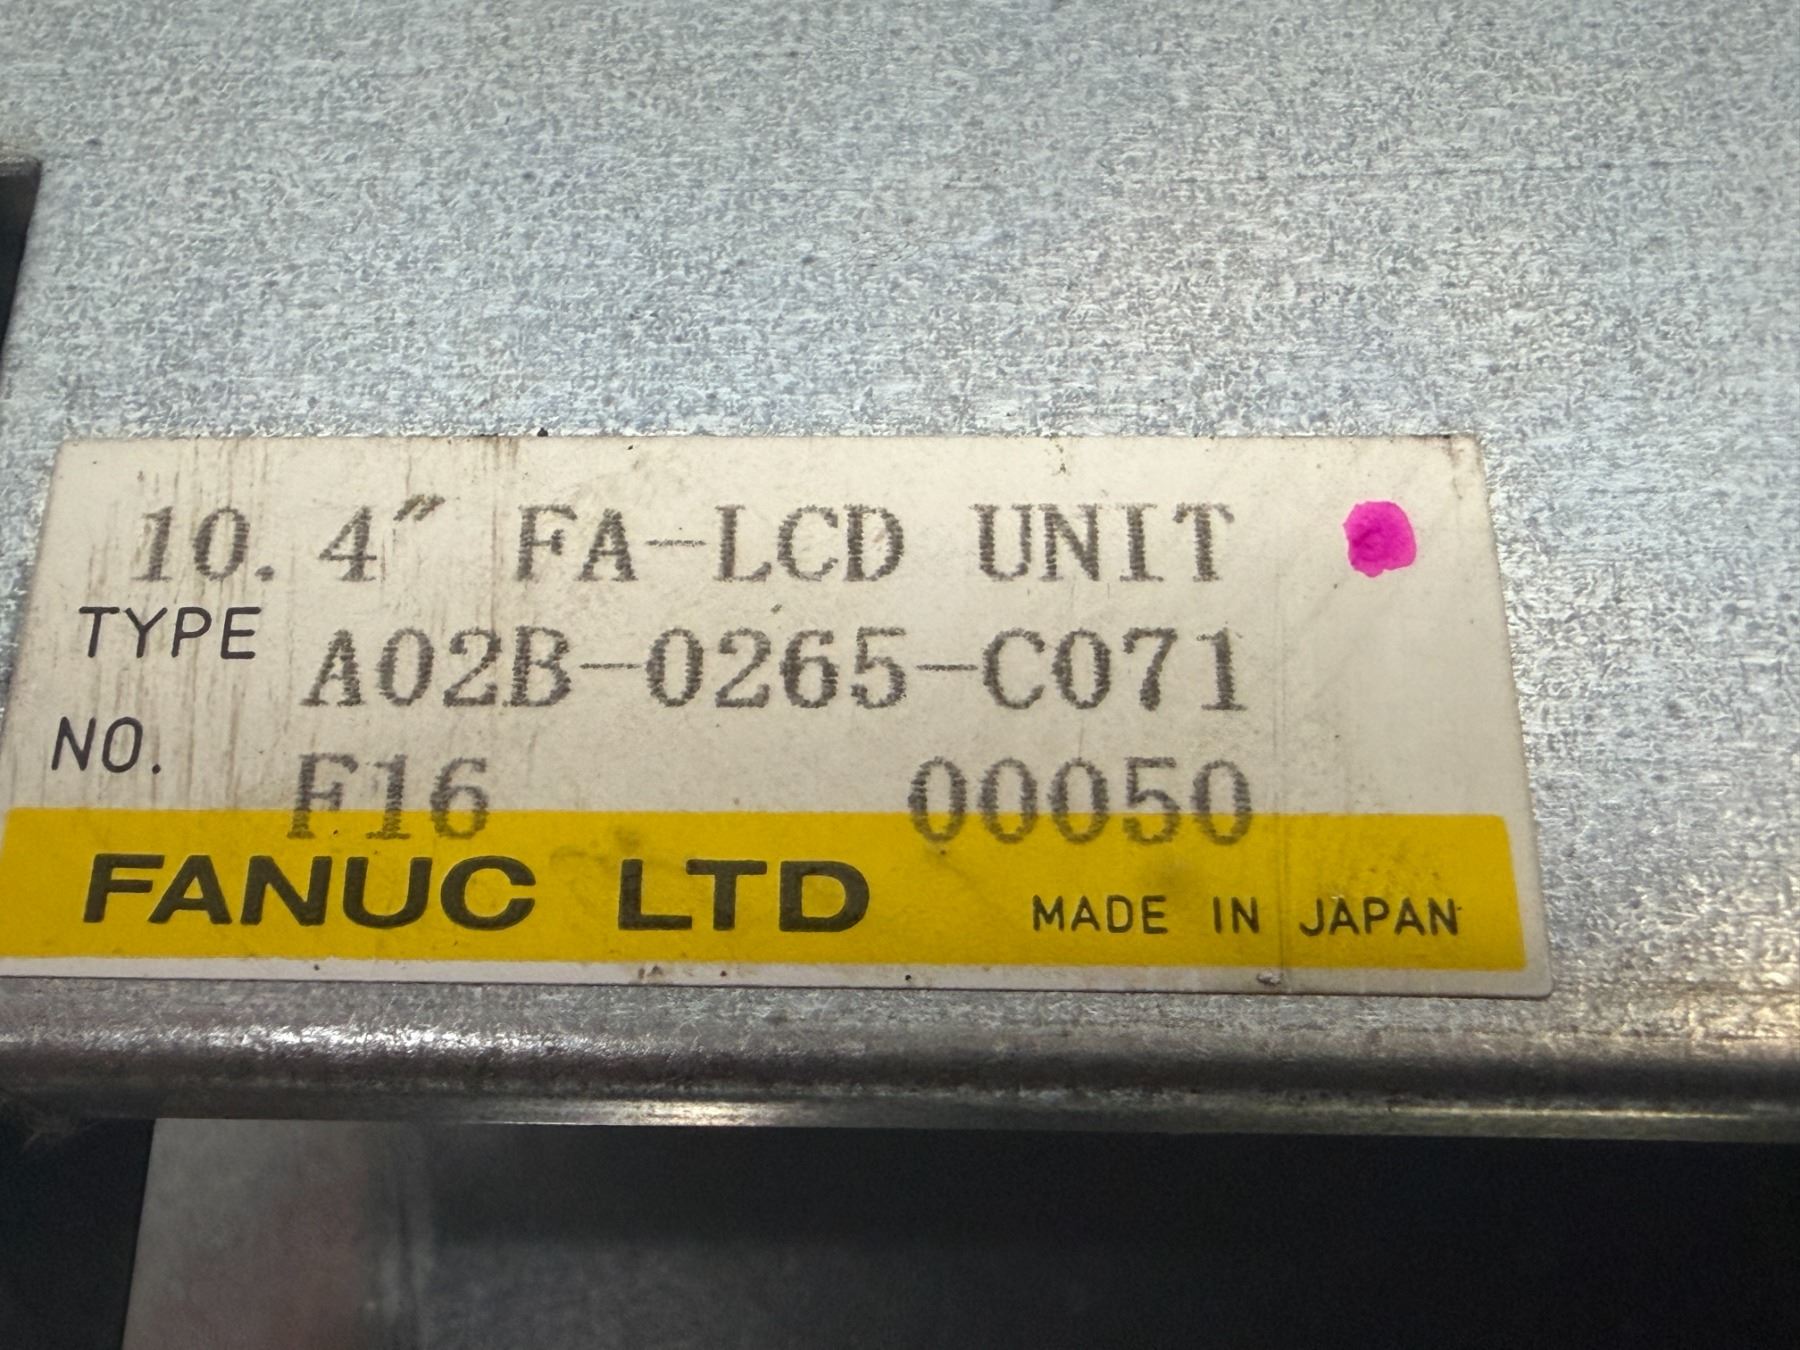 10.4″ FA-LCD UNIT
TYPE A02B-0265-C071
NO. F16 00050
FANUC LTD MADE IN JAPAN